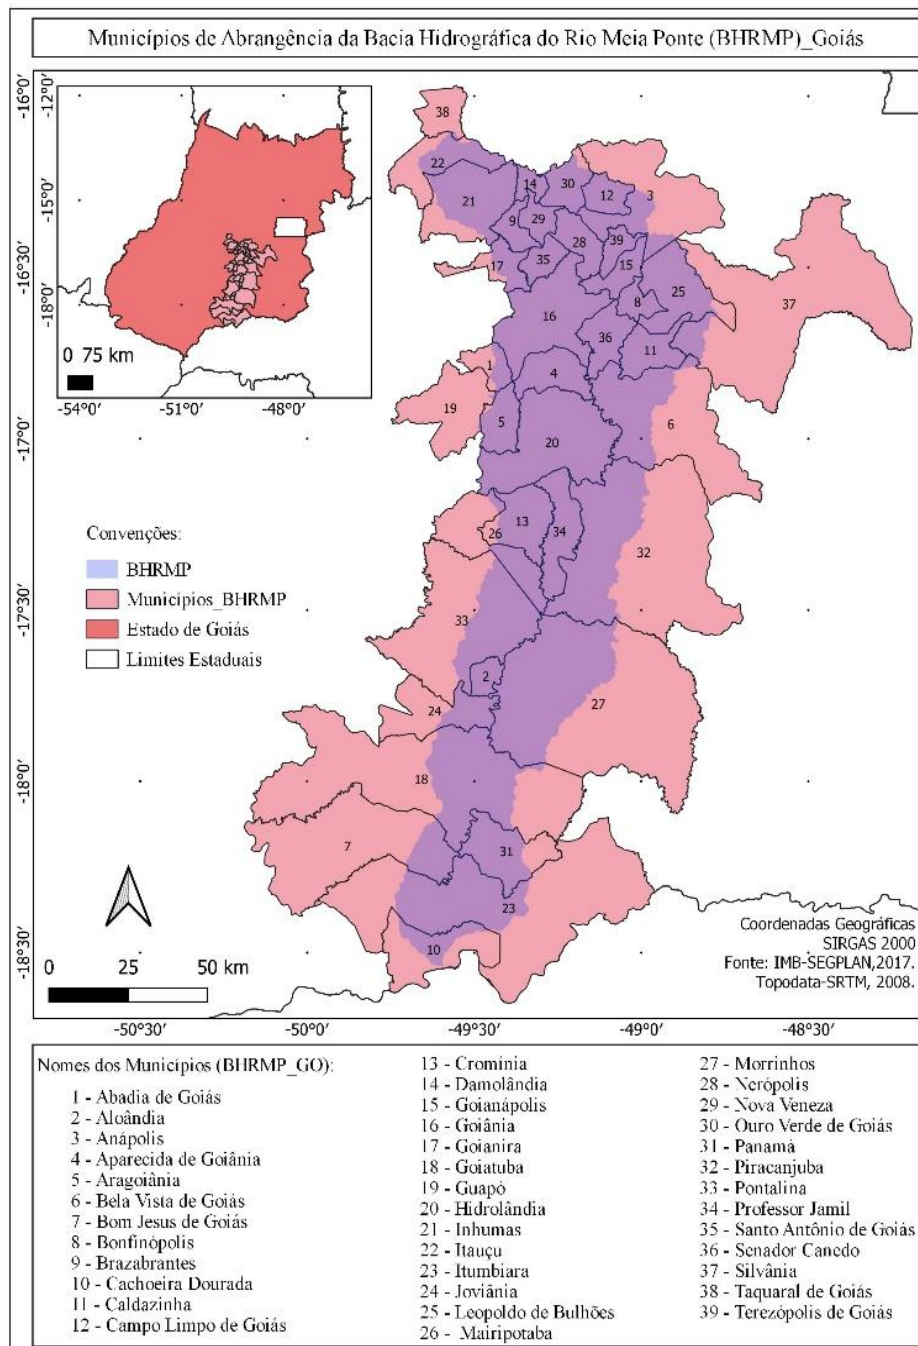 Municípios de Abrangência da Bacia Hidrográfica do Rio Meia Ponte (BHRMP)_Goiás
-16°0'
-16°30'
-17°0'
-17°30'
-18°0'
-18°30'
-12°0'
-15°0'
-18°0'
0 75 km
-54°0'
-51°0'
-48°0'
38
22
14
30
12
3
21
9
29
28
39
17
35
15
25
37
16
8
36
11
1
4
19
5
6
20
13
34
26
32
33
2
24
27
18
7
31
23
10
Convenções:
BHRMP
Municípios_BHRMP
Estado de Goiás
Limites Estaduais
0 25 50 km
Coordenadas Geográficas
SIRGAS 2000
Fonte: IMB-SEGPLAN,2017.
Topodata-SRTM, 2008.
-50°30'
-50°0'
-49°30'
-49°0'
-48°30'
Nomes dos Municípios (BHRMP_GO):
1 - Abadia de Goiás
2 - Aloândia
3 - Anápolis
4 - Aparecida de Goiânia
5 - Aragoiânia
6 - Bela Vista de Goiás
7 - Bom Jesus de Goiás
8 - Bonfinópolis
9 - Brazabrantes
10 - Cachoeira Dourada
11 - Caldazinha
12 - Campo Limpo de Goiás
13 - Cromínia
14 - Damolândia
15 - Goianápolis
16 - Goiânia
17 - Goianira
18 - Goiatuba
19 - Guapó
20 - Hidrolândia
21 - Inhumas
22 - Itauçu
23 - Itumbiara
24 - Joviânia
25 - Leopoldo de Bulhões
26 - Mairipotaba
27 - Morrinhos
28 - Nerópolis
29 - Nova Veneza
30 - Ouro Verde de Goiás
31 - Panamá
32 - Piracanjuba
33 - Pontalina
34 - Professor Jamil
35 - Santo Antônio de Goiás
36 - Senador Canedo
37 - Silvânia
38 - Taquaral de Goiás
39 - Terezópolis de Goiás